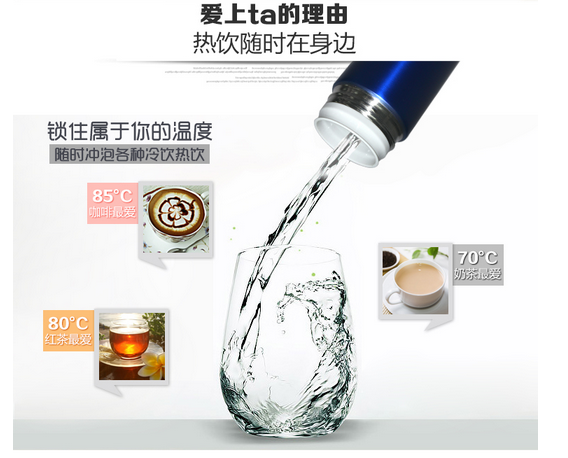 爱上ta的理由
热饮随时在身边
锁住属于你的温度
随时冲泡各种冷饮热饮
85°C
咖啡最爱
70°C
奶茶最爱
80°C
红茶最爱